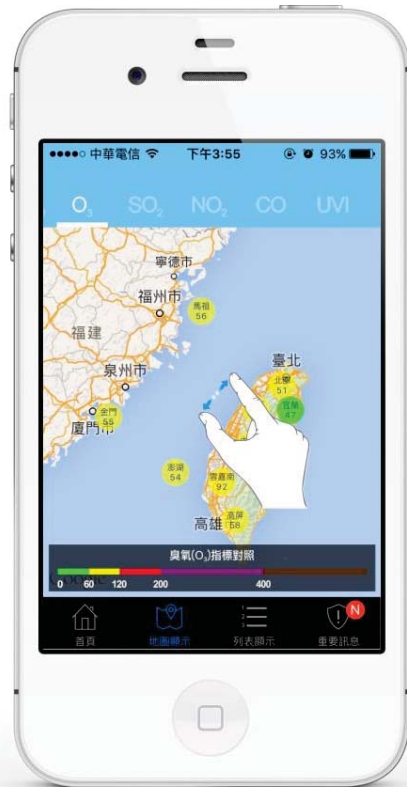 中華電信 下午3:55 93%
O₃ SO₂ NO₂ CO UVI
寧德市
福州市
馬祖
56
福建
泉州市
臺北
北部
51
宜蘭
47
金門
55
廈門市
澎湖
54
雲嘉南
92
高屏
58
高雄
臭氧(O₃)指標對照
0 60 120 200 400
首頁 地圖顯示 列表顯示 重要訊息
N